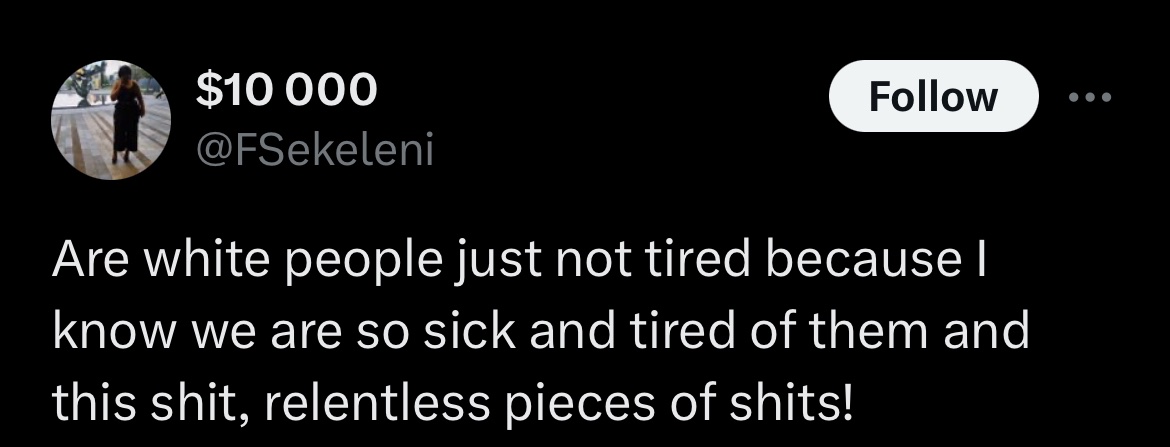 $10 000
@FSekeleni
Follow
Are white people just not tired because I
know we are so sick and tired of them and
this shit, relentless pieces of shits!